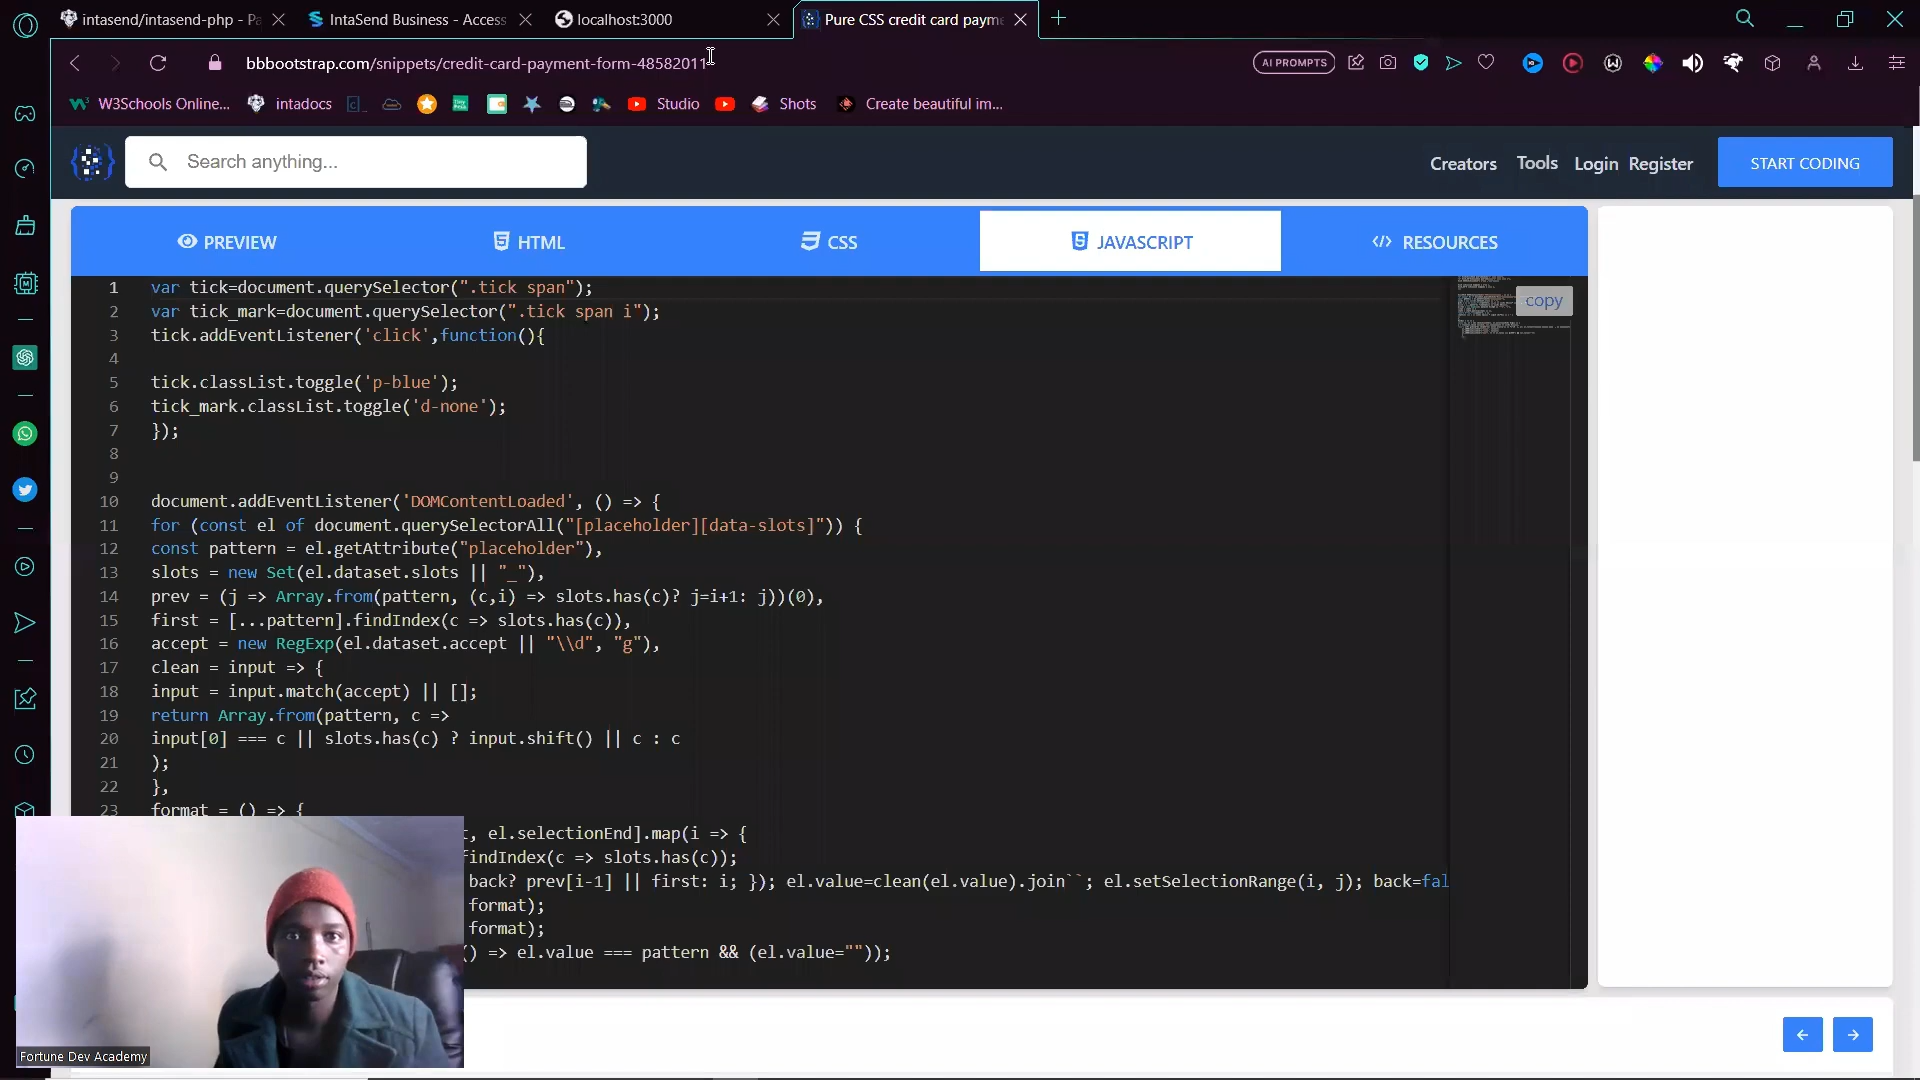 intasend/intasend-php - Pa
IntaSend Business - Access
localhost:3000
Pure CSS credit card payme
bbbootstrap.com/snippets/credit-card-payment-form-48582011
AI PROMPTS
W3Schools Online...
intadocs
Studio
Shots
Create beautiful im...
Search anything...
Creators
Tools
Login
Register
START CODING
PREVIEW
HTML
CSS
JAVASCRIPT
RESOURCES
copy
1 var tick=document.querySelector(".tick span");
2 var tick_mark=document.querySelector(".tick span i");
3 tick.addEventListener('click',function(){
4
5 tick.classList.toggle('p-blue');
6 tick_mark.classList.toggle('d-none');
7 });
8
9
10 document.addEventListener('DOMContentLoaded', () => {
11 for (const el of document.querySelectorAll("[placeholder][data-slots]")) {
12 const pattern = el.getAttribute("placeholder"),
13 slots = new Set(el.dataset.slots || "_"),
14 prev = (j => Array.from(pattern, (c,i) => slots.has(c)? j=i+1: j))(0),
15 first = [...pattern].findIndex(c => slots.has(c)),
16 accept = new RegExp(el.dataset.accept || "\\d", "g"),
17 clean = input => {
18 input = input.match(accept) || [];
19 return Array.from(pattern, c =>
20 input[0] === c || slots.has(c) ? input.shift() || c : c
21 );
22 },
23 format = () => {
, el.selectionEnd].map(i => {
findIndex(c => slots.has(c));
back? prev[i-1] || first: i; }); el.value=clean(el.value).join``; el.setSelectionRange(i, j); back=fal
format);
format);
() => el.value === pattern && (el.value=""));
Fortune Dev Academy